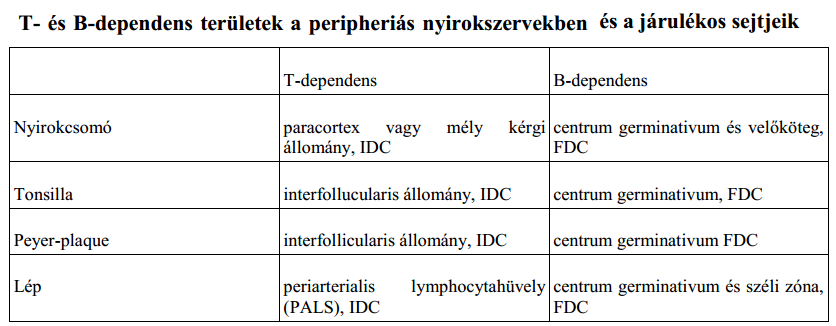 T- és B-dependens területek a peripheriás nyirokszervekben és a járulékos sejtjeik
T-dependens B-dependens
Nyirokcsomó paracortex vagy mély kérgi centrum germinativum és velőköteg,
állomány, IDC FDC
Tonsilla interfollucularis állomány, IDC centrum germinativum, FDC
Peyer-plaque interfollicularis állomány, IDC centrum germinativum FDC
Lép periarterialis lymphocytahüvely centrum germinativum és széli zóna,
(PALS), IDC FDC